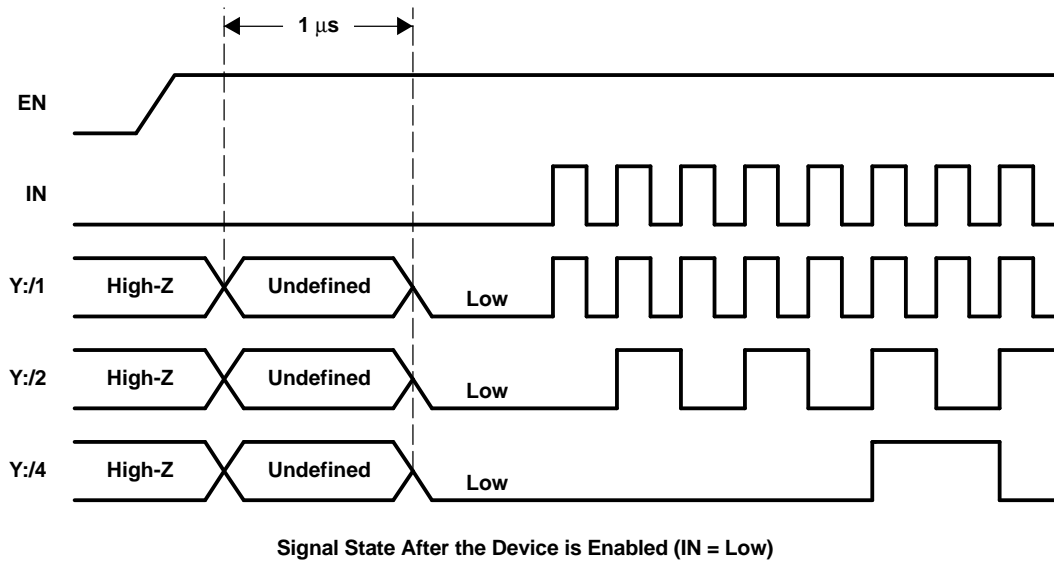 1 μs
EN
IN
Y:/1 High-Z Undefined Low
Y:/2 High-Z Undefined Low
Y:/4 High-Z Undefined Low
Signal State After the Device is Enabled (IN = Low)